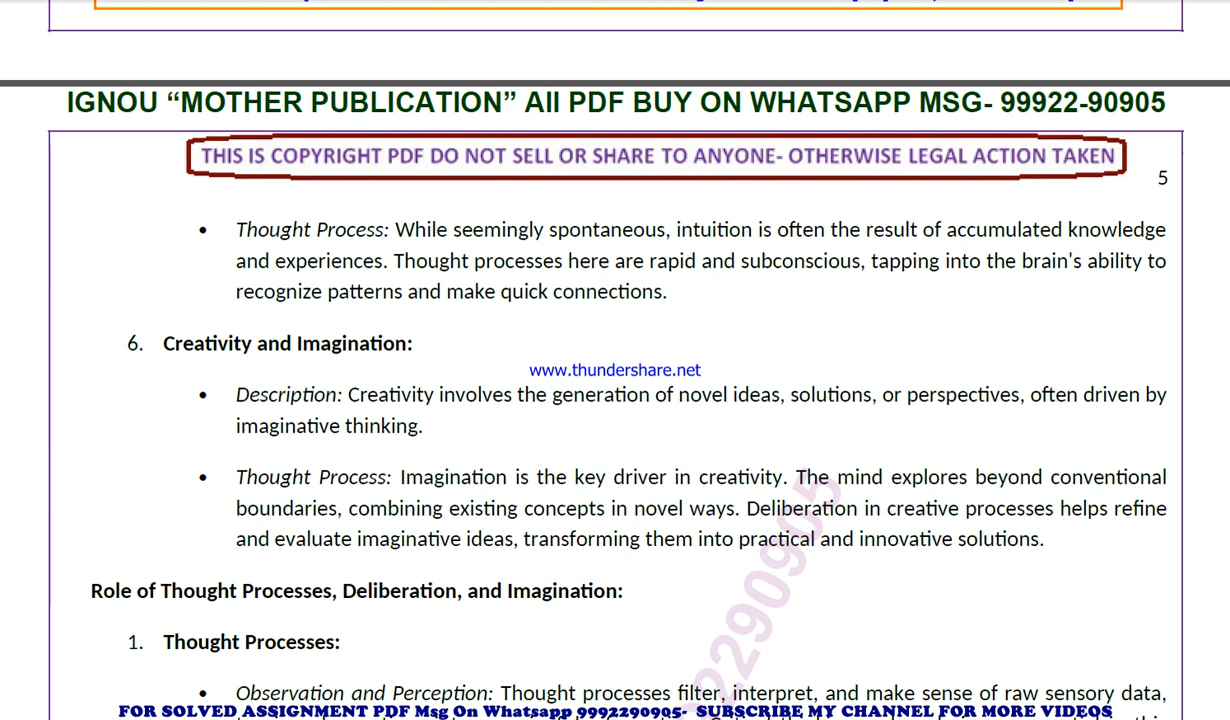 IGNOU “MOTHER PUBLICATION” All PDF BUY ON WHATSAPP MSG- 99922-90905
THIS IS COPYRIGHT PDF DO NOT SELL OR SHARE TO ANYONE- OTHERWISE LEGAL ACTION TAKEN
5
• Thought Process: While seemingly spontaneous, intuition is often the result of accumulated knowledge
and experiences. Thought processes here are rapid and subconscious, tapping into the brain's ability to
recognize patterns and make quick connections.
6. Creativity and Imagination:
www.thundershare.net
• Description: Creativity involves the generation of novel ideas, solutions, or perspectives, often driven by
imaginative thinking.
• Thought Process: Imagination is the key driver in creativity. The mind explores beyond conventional
boundaries, combining existing concepts in novel ways. Deliberation in creative processes helps refine
and evaluate imaginative ideas, transforming them into practical and innovative solutions.
2290905
Role of Thought Processes, Deliberation, and Imagination:
1. Thought Processes:
• Observation and Perception: Thought processes filter, interpret, and make sense of raw sensory data,
FOR SOLVED ASSIGNMENT PDF Msg On Whatsapp 9992290905- SUBSCRIBE MY CHANNEL FOR MORE VIDEOS